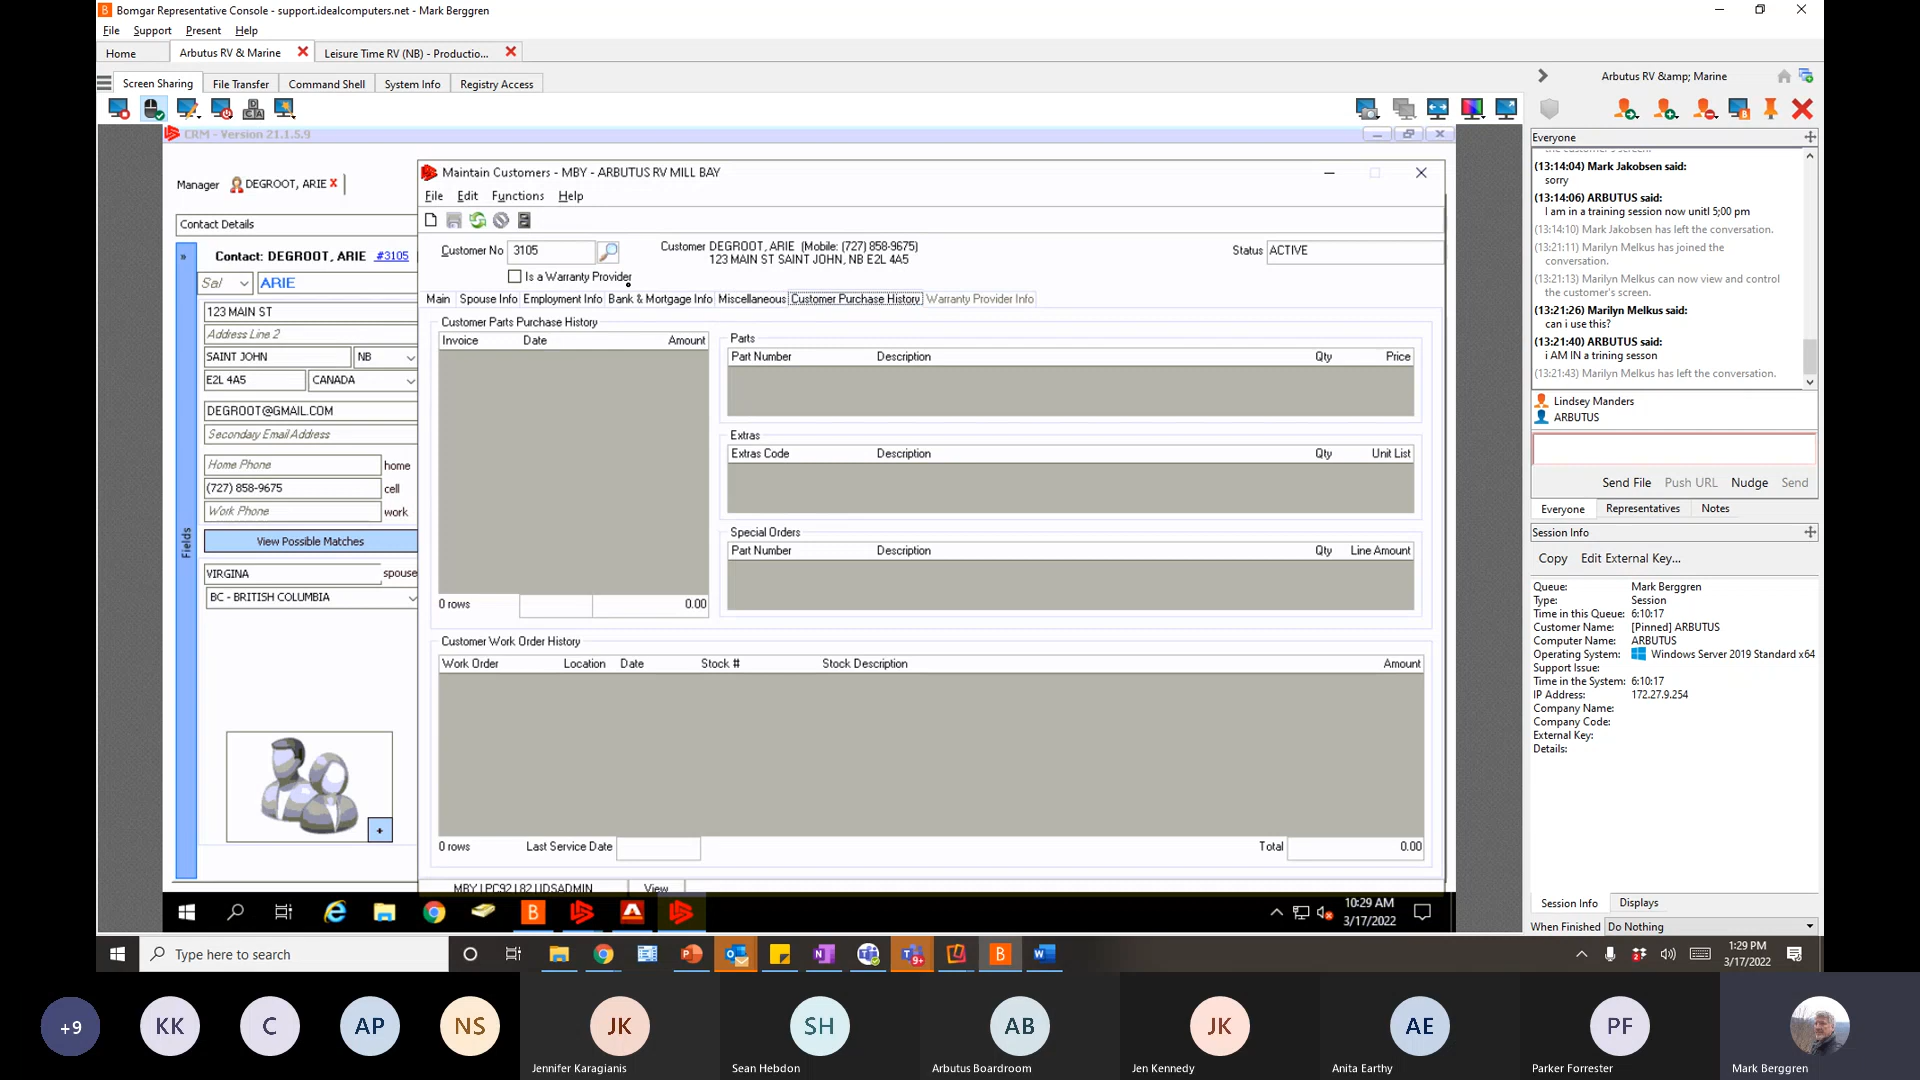 Bomgar Representative Console - support.idealcomputers.net - Mark Berggren
File Support Present Help
Home Arbutus RV & Marine Leisure Time RV (NB) - Productio...
Screen Sharing File Transfer Command Shell System Info Registry Access
Arbutus RV &amp; Marine
CRM - Version 21.1.5.9
Manager DEGROOT, ARIE
Contact Details
Contact: DEGROOT, ARIE #3105
Sal ARIE
123 MAIN ST
Address Line 2
SAINT JOHN NB
E2L 4A5 CANADA
DEGROOT@GMAIL.COM
Secondary Email Address
Home Phone home
(727) 858-9675 cell
Work Phone work
View Possible Matches
VIRGINA spouse
BC - BRITISH COLUMBIA
Fields
Maintain Customers - MBY - ARBUTUS RV MILL BAY
File Edit Functions Help
Customer No 3105
Customer DEGROOT, ARIE (Mobile: (727) 858-9675)
123 MAIN ST SAINT JOHN, NB E2L 4A5
Status ACTIVE
Is a Warranty Provider
Main Spouse Info Employment Info Bank & Mortgage Info Miscellaneous Customer Purchase History Warranty Provider Info
Customer Parts Purchase History
Invoice Date Amount
0 rows 0.00
Parts
Part Number Description Qty Price
Extras
Extras Code Description Qty Unit List
Special Orders
Part Number Description Qty Line Amount
Customer Work Order History
Work Order Location Date Stock # Stock Description Amount
0 rows Last Service Date Total 0.00
MBY | PC92 | 82 | IDSADMIN View
10:29 AM
3/17/2022
Everyone
the customer's screen.
(13:14:04) Mark Jakobsen said:
sorry
(13:14:06) ARBUTUS said:
I am in a training session now unitl 5;00 pm
(13:14:10) Mark Jakobsen has left the conversation.
(13:21:11) Marilyn Melkus has joined the
conversation.
(13:21:13) Marilyn Melkus can now view and control
the customer's screen.
(13:21:26) Marilyn Melkus said:
can i use this?
(13:21:40) ARBUTUS said:
i AM IN a trining sesson
(13:21:43) Marilyn Melkus has left the conversation.
Lindsey Manders
ARBUTUS
Send File Push URL Nudge Send
Everyone Representatives Notes
Session Info
Copy Edit External Key...
Queue: Mark Berggren
Type: Session
Time in this Queue: 6:10:17
Customer Name: [Pinned] ARBUTUS
Computer Name: ARBUTUS
Operating System: Windows Server 2019 Standard x64
Support Issue:
Time in the System: 6:10:17
IP Address: 172.27.9.254
Company Name:
Company Code:
External Key:
Details:
Session Info Displays
When Finished Do Nothing
Type here to search
1:29 PM
3/17/2022
+9 KK C AP NS JK SH AB JK AE PF
Jennifer Karagianis Sean Hebdon Arbutus Boardroom Jen Kennedy Anita Earthy Parker Forrester Mark Berggren